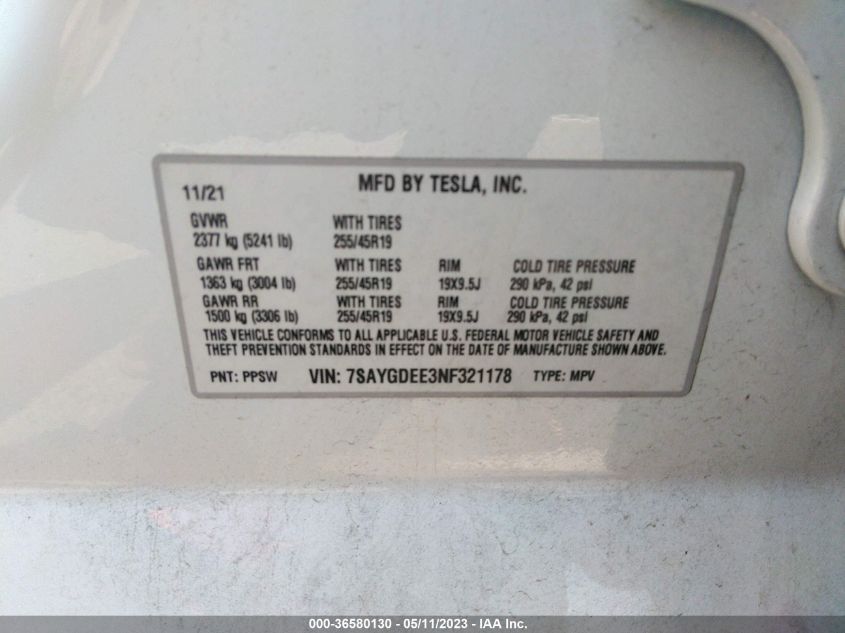 11/21 MFD BY TESLA, INC.
GVWR WITH TIRES
2377 kg (5241 lb) 255/45R19
GAWR FRT WITH TIRES RIM COLD TIRE PRESSURE
1363 kg (3004 lb) 255/45R19 19X9.5J 290 kPa, 42 psi
GAWR RR WITH TIRES RIM COLD TIRE PRESSURE
1500 kg (3306 lb) 255/45R19 19X9.5J 290 kPa, 42 psi
THIS VEHICLE CONFORMS TO ALL APPLICABLE U.S. FEDERAL MOTOR VEHICLE SAFETY AND
THEFT PREVENTION STANDARDS IN EFFECT ON THE DATE OF MANUFACTURE SHOWN ABOVE.
PNT: PPSW VIN: 7SAYGDEE3NF321178 TYPE: MPV
000-36580130 - 05/11/2023 - IAA Inc.